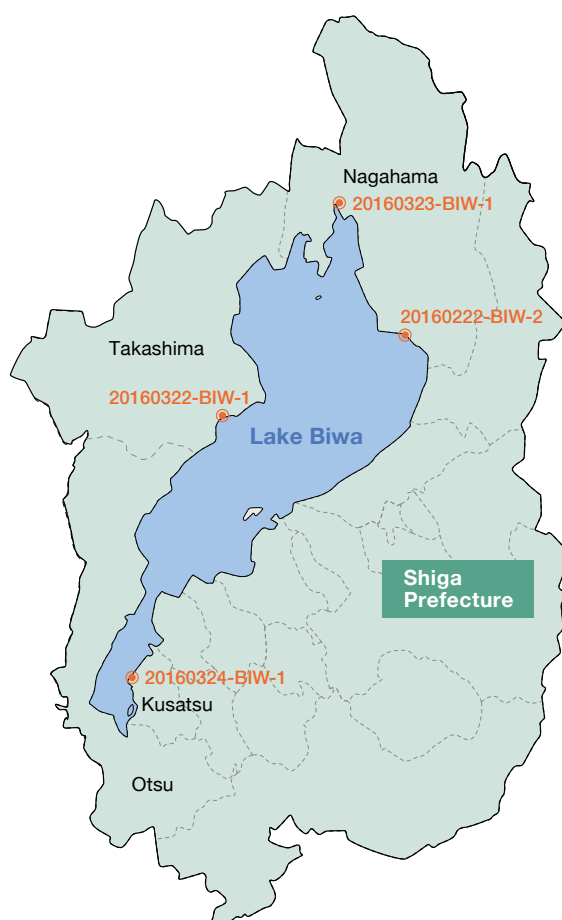 Nagahama
20160323-BIW-1
20160222-BIW-2
Takashima
20160322-BIW-1
Lake Biwa
Shiga
Prefecture
20160324-BIW-1
Kusatsu
Otsu